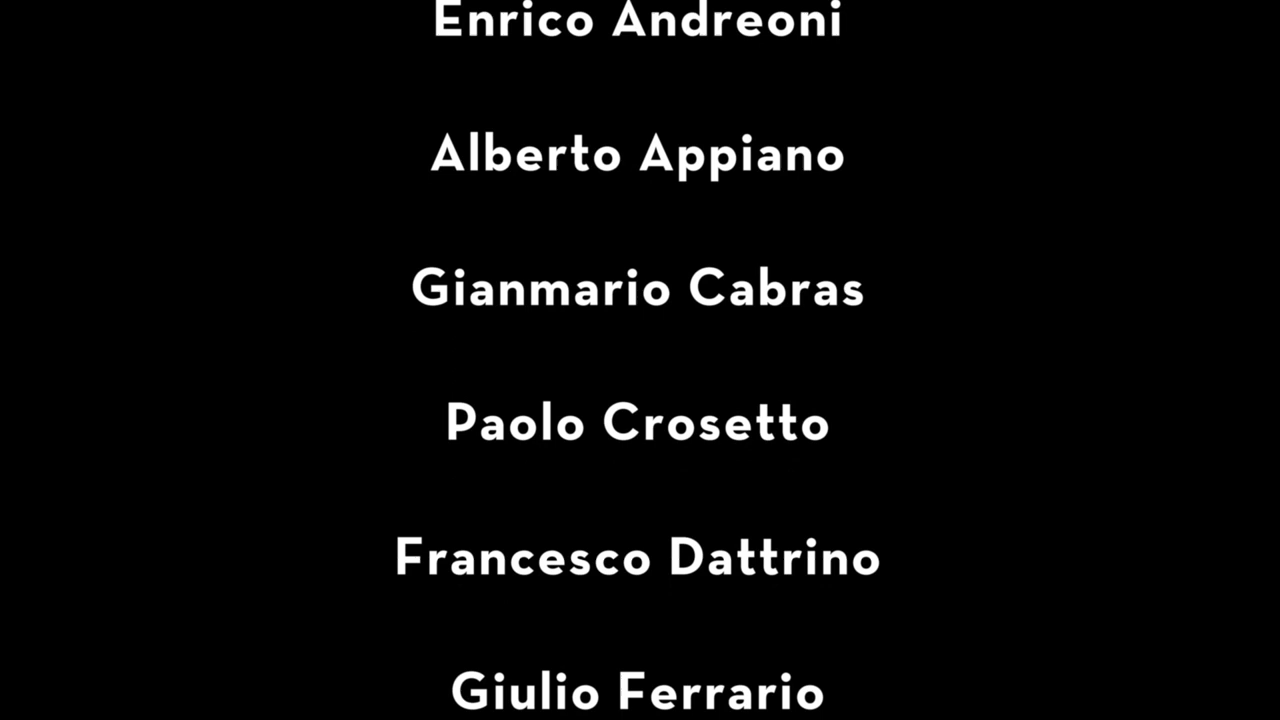 Enrico Andreoni
Alberto Appiano
Gianmario Cabras
Paolo Crosetto
Francesco Dattrino
Giulio Ferrario